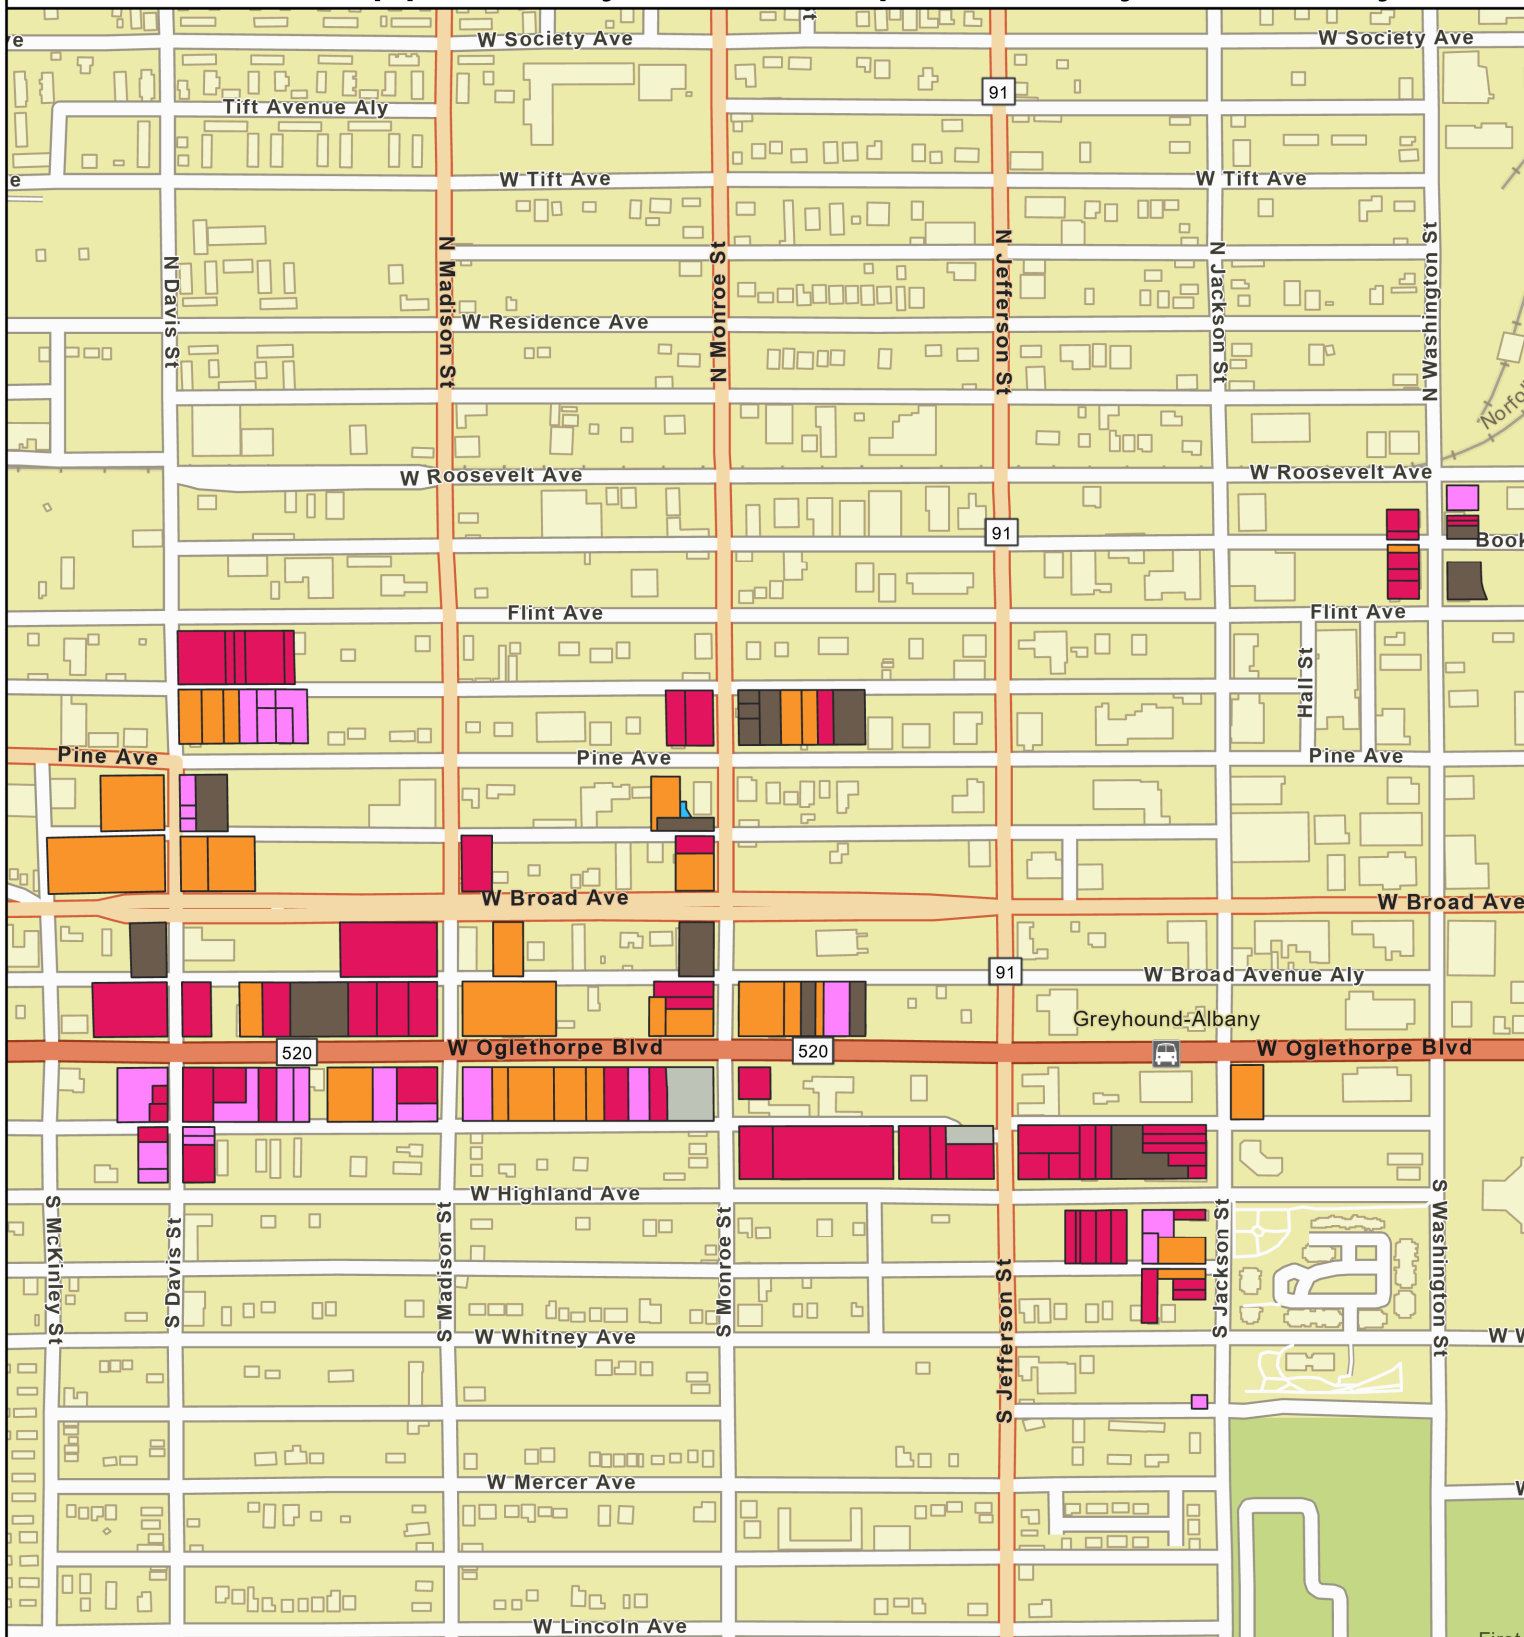 W Society Ave
W Society Ave
91
Tift Avenue Aly
W Tift Ave
W Tift Ave
N Davis St
N Madison St
N Monroe St
N Jefferson St
N Jackson St
N Washington St
W Residence Ave
W Roosevelt Ave
W Roosevelt Ave
91
Book
Flint Ave
Flint Ave
Hall St
Pine Ave
Pine Ave
Pine Ave
W Broad Ave
W Broad Ave
91
W Broad Avenue Aly
Greyhound-Albany
520
W Oglethorpe Blvd
520
W Oglethorpe Blvd
W Highland Ave
S McKinley St
S Davis St
S Madison St
S Monroe St
S Jefferson St
S Jackson St
S Washington St
W Whitney Ave
W Mercer Ave
W Lincoln Ave